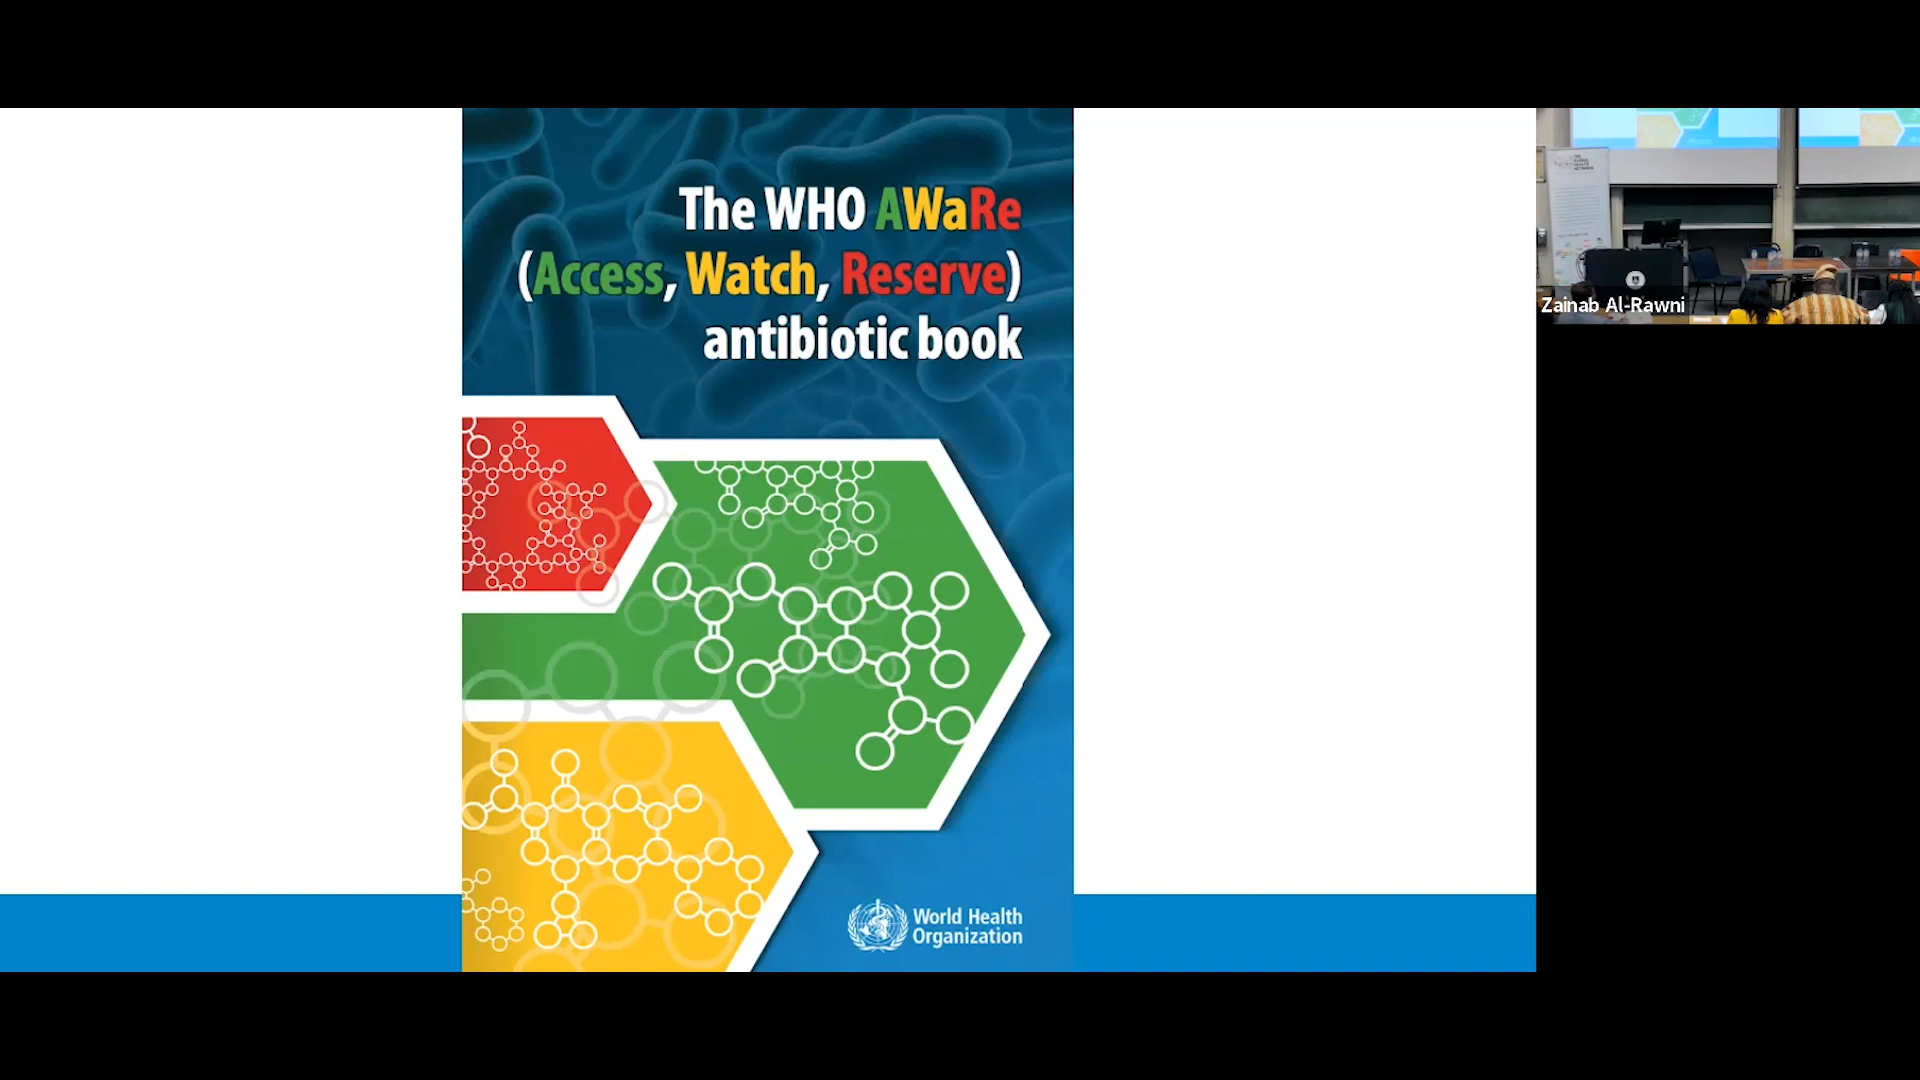 The WHO AWaRe
(Access, Watch, Reserve)
antibiotic book
World Health
Organization
Zainab Al-Rawni